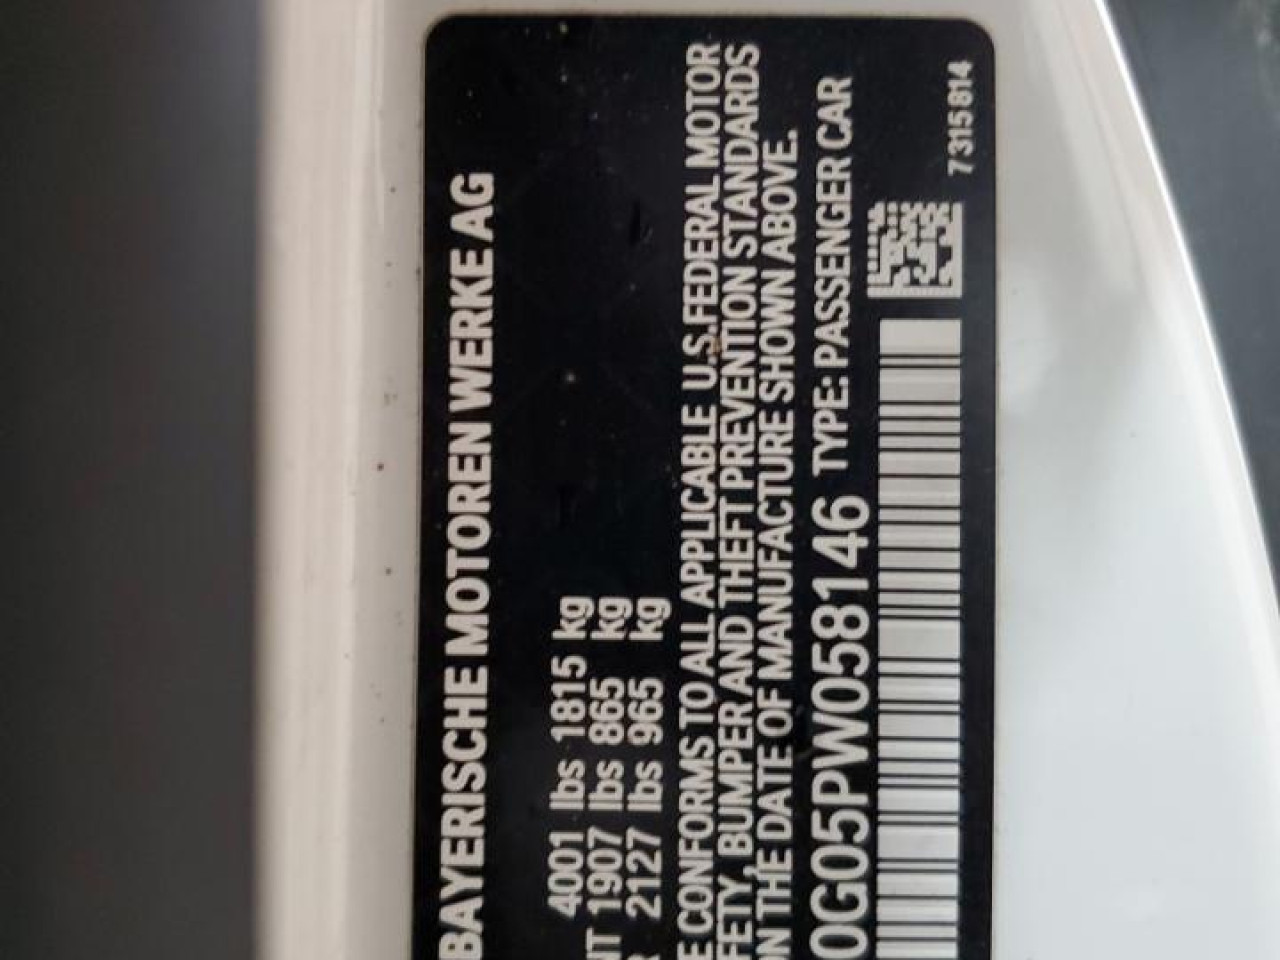 BAYERISCHE MOTOREN WERKE AG
4001 lbs 1815 kg
NT 1907 lbs 865 kg
R 2127 lbs 965 kg
E CONFORMS TO ALL APPLICABLE U.S. FEDERAL MOTOR
FETY, BUMPER AND THEFT PREVENTION STANDARDS
ON THE DATE OF MANUFACTURE SHOWN ABOVE.
0G05PW058146 TYPE: PASSENGER CAR
7315814